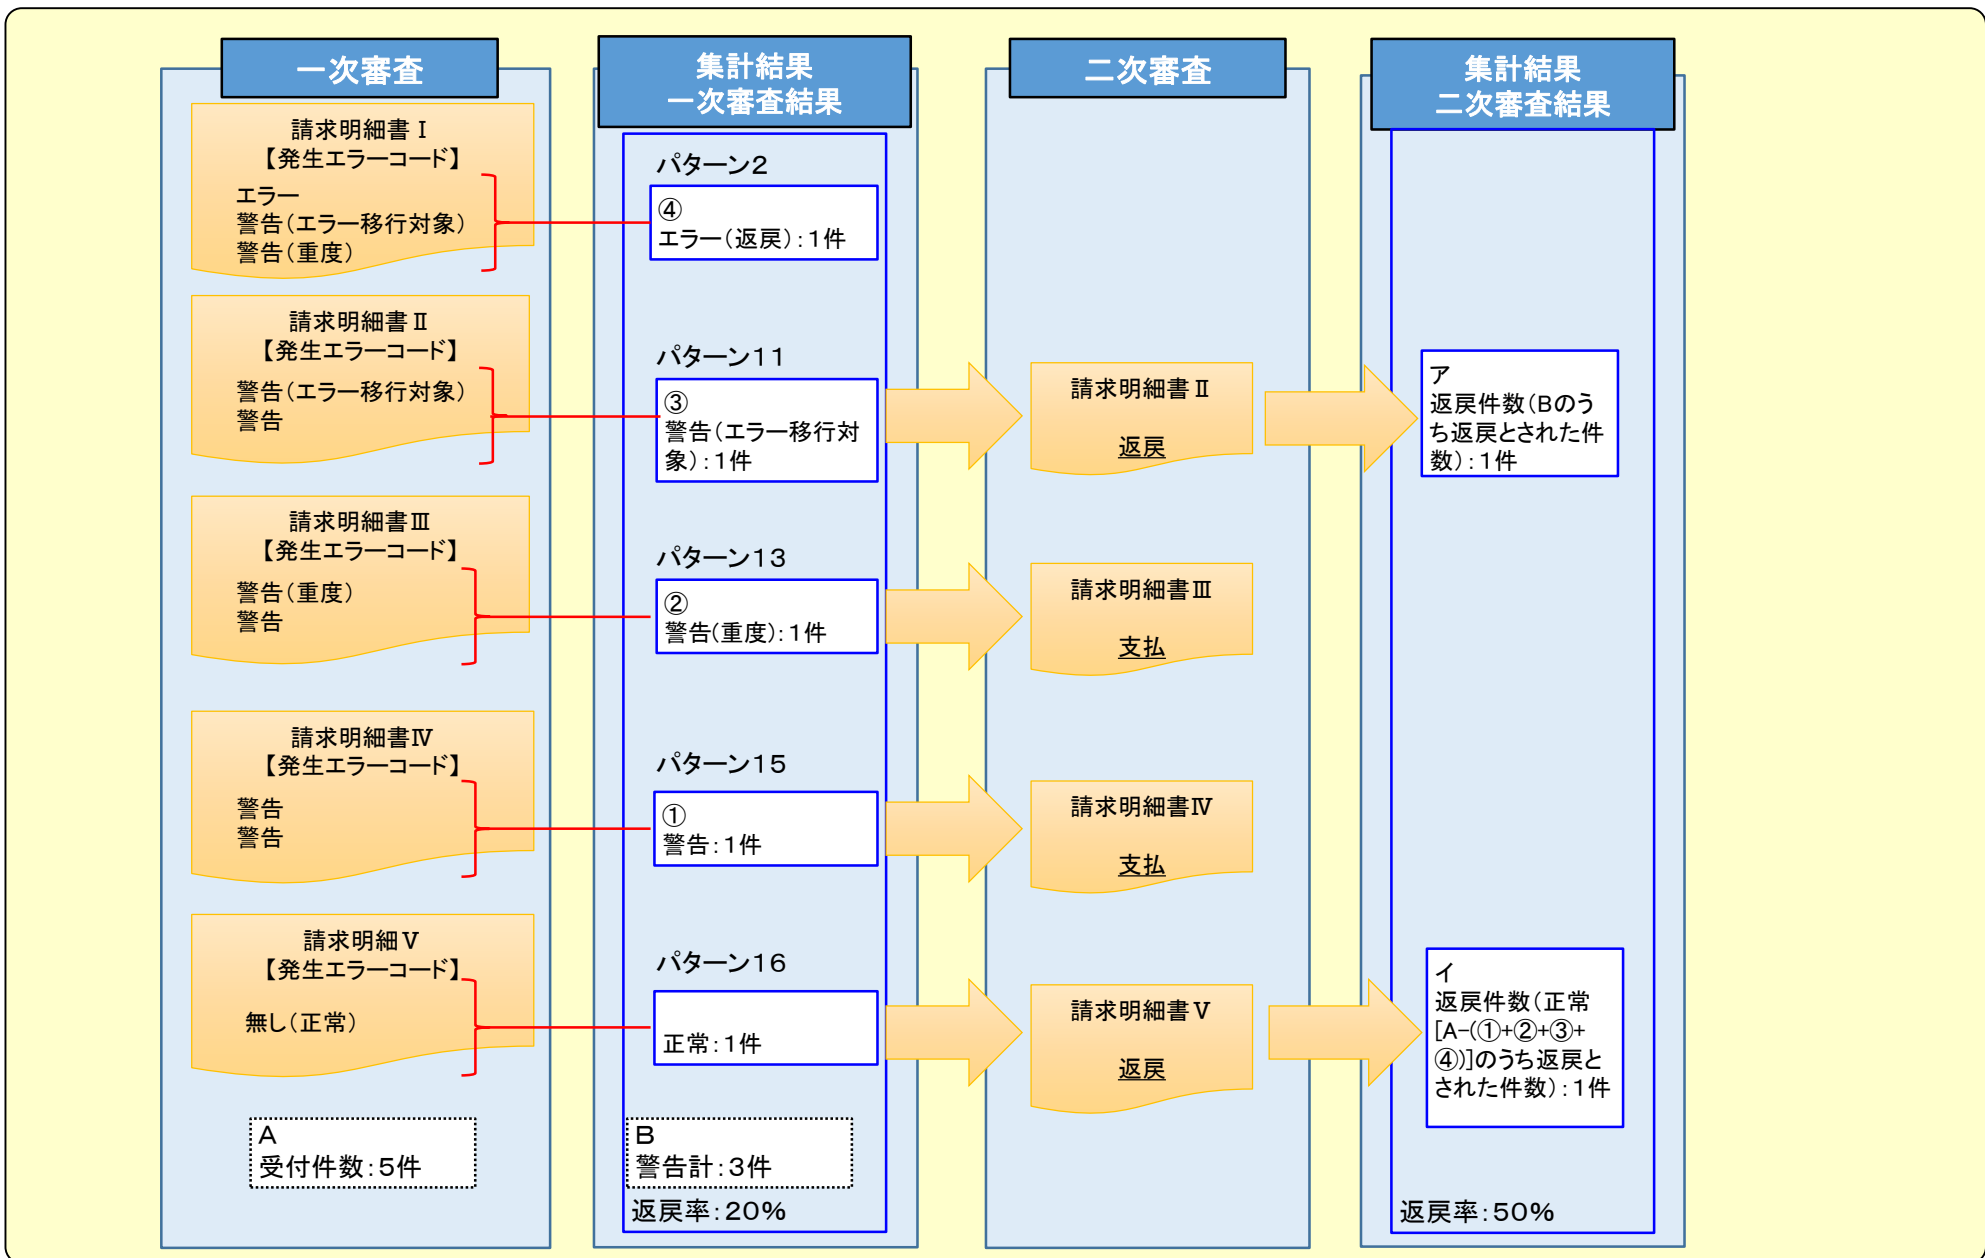 一次審査
請求明細書Ⅰ
【発生エラーコード】
エラー
警告(エラー移行対象)
警告(重度)
請求明細書Ⅱ
【発生エラーコード】
警告(エラー移行対象)
警告
請求明細書Ⅲ
【発生エラーコード】
警告(重度)
警告
請求明細書Ⅳ
【発生エラーコード】
警告
警告
請求明細Ⅴ
【発生エラーコード】
無し(正常)
A
受付件数:5件
集計結果
一次審査結果
パターン2
④
エラー(返戻):1件
パターン11
③
警告(エラー移行対
象):1件
パターン13
②
警告(重度):1件
パターン15
①
警告:1件
パターン16
正常:1件
B
警告計:3件
返戻率:20%
二次審査
請求明細書Ⅱ
返戻
請求明細書Ⅲ
支払
請求明細書Ⅳ
支払
請求明細書Ⅴ
返戻
集計結果
二次審査結果
ア
返戻件数(Bのう
ち返戻とされた件
数):1件
イ
返戻件数(正常
[A-(①+②+③+
④)]のうち返戻と
された件数):1件
返戻率:50%